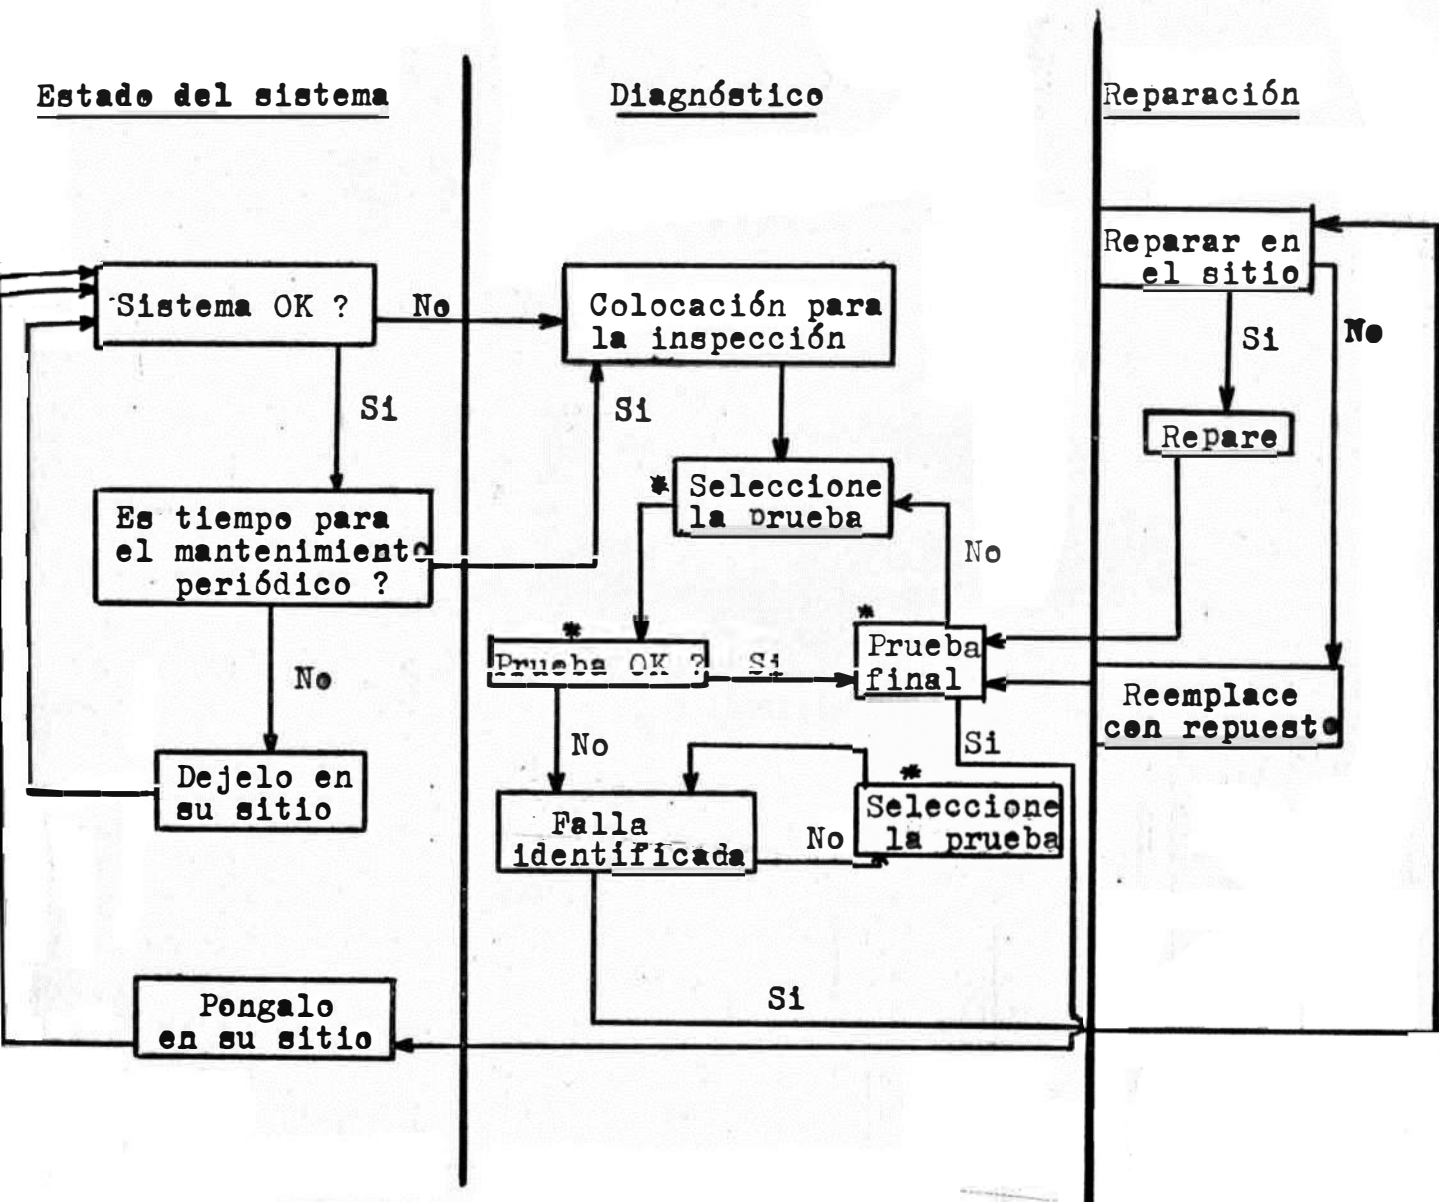 Estado del sistema
Diagnóstico
Reparación
Sistema OK ?
No
Si
Es tiempo para
el mantenimiento
periódico ?
No
Dejelo en
su sitio
Pongalo
en su sitio
Colocación para
la inspección
Si
* Seleccione
la prueba
No
*
Prueba OK ?
Si
*
Prueba
final
No
Si
Falla
identificada
No
*
Seleccione
la prueba
Si
Reparar en
el sitio
Si
No
Repare
Reemplace
con repuesto